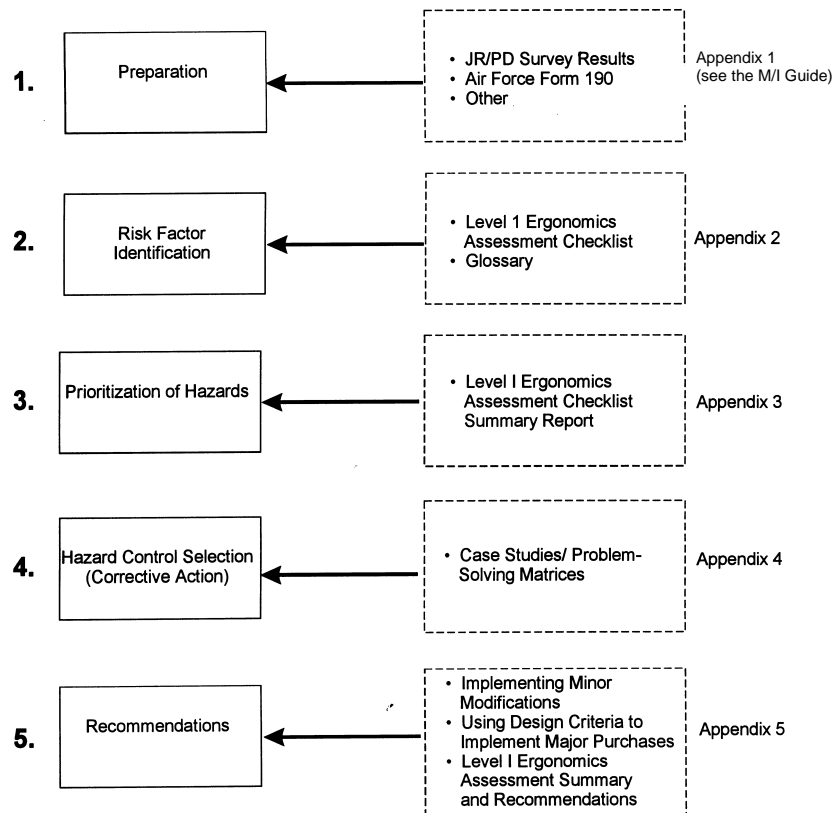 1.
Preparation
• JR/PD Survey Results
• Air Force Form 190
• Other
Appendix 1
(see the M/I Guide)
2.
Risk Factor
Identification
• Level 1 Ergonomics
Assessment Checklist
• Glossary
Appendix 2
3.
Prioritization of Hazards
• Level I Ergonomics
Assessment Checklist
Summary Report
Appendix 3
4.
Hazard Control Selection
(Corrective Action)
• Case Studies/ Problem-
Solving Matrices
Appendix 4
5.
Recommendations
• Implementing Minor
Modifications
• Using Design Criteria to
Implement Major Purchases
• Level I Ergonomics
Assessment Summary
and Recommendations
Appendix 5